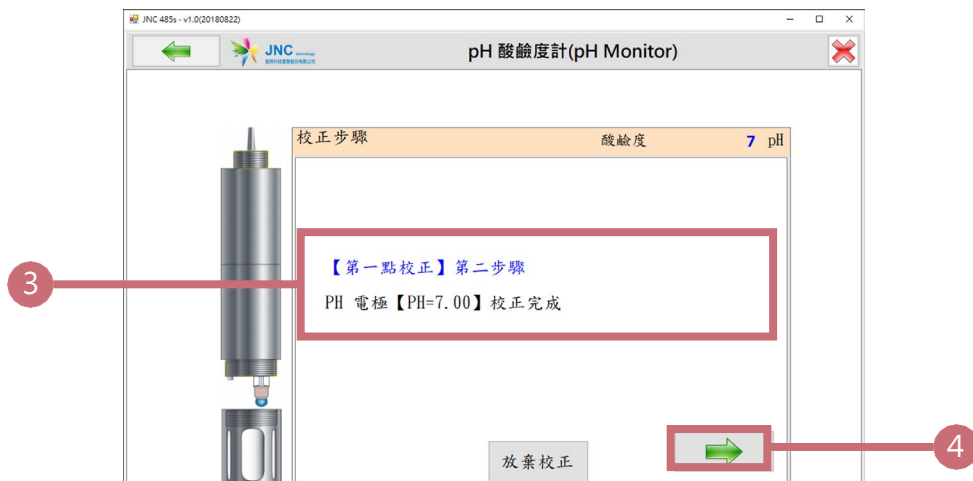 JNC 485s - v1.0(20180822)
JNC technology
pH 酸鹼度計(pH Monitor)
校正步驟 酸鹼度 7 pH
【第一點校正】第二步驟
PH 電極【PH=7.00】校正完成
3
放棄校正
4